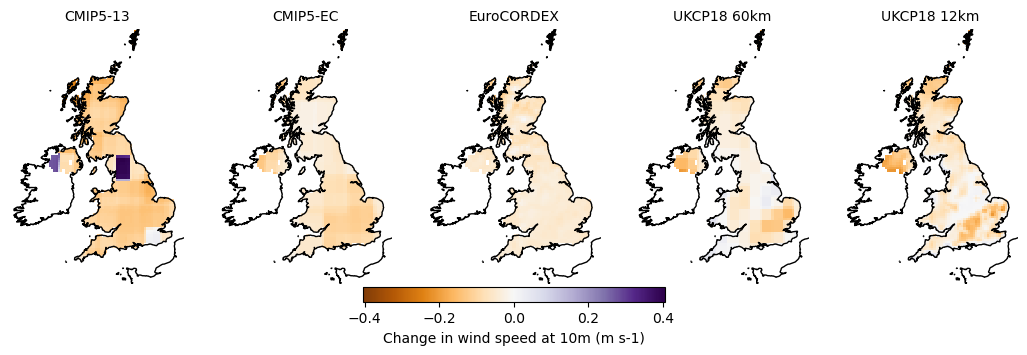 CMIP5-13
CMIP5-EC
EuroCORDEX
UKCP18 60km
UKCP18 12km
−0.4
−0.2
0.0
0.2
0.4
Change in wind speed at 10m (m s-1)